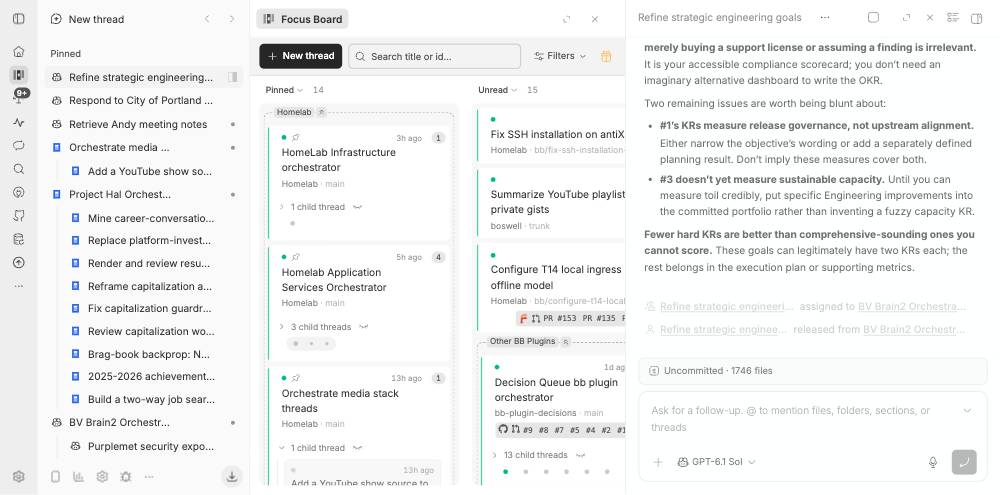 New thread
Pinned
Refine strategic engineering...
Respond to City of Portland ...
9+
Retrieve Andy meeting notes
Orchestrate media ...
Add a YouTube show so...
Project Hal Orchest...
Mine career-conversatio...
Replace platform-invest...
Render and review resu...
Reframe capitalization a...
Fix capitalization guardr...
Review capitalization wo...
Brag-book backprop: N...
2025-2026 achievement...
Build a two-way job sear...
BV Brain2 Orchestr...
Purplemet security expo...
Focus Board
New thread
Search title or id...
Filters
Pinned 14
Homelab
3h ago 1
HomeLab Infrastructure
orchestrator
Homelab · main
1 child thread
5h ago 4
Homelab Application
Services Orchestrator
Homelab · main
3 child threads
13h ago 1
Orchestrate media stack
threads
Homelab · main
1 child thread
13h ago
Add a YouTube show source to
Unread 15
Fix SSH installation on antiX
Homelab · bb/fix-ssh-installation-
Summarize YouTube playlist
private gists
boswell · trunk
Configure T14 local ingress
offline model
Homelab · bb/configure-t14-local
PR #153 PR #135
Other BB Plugins
1d ag
Decision Queue bb plugin
orchestrator
bb-plugin-decisions · main
#9 #8 #7 #5 #4 #2
13 child threads
Refine strategic engineering goals
merely buying a support license or assuming a finding is irrelevant.
It is your accessible compliance scorecard; you don't need an
imaginary alternative dashboard to write the OKR.
Two remaining issues are worth being blunt about:
• #1's KRs measure release governance, not upstream alignment.
Either narrow the objective's wording or add a separately defined
planning result. Don't imply these measures cover both.
• #3 doesn't yet measure sustainable capacity. Until you can
measure toil credibly, put specific Engineering improvements into
the committed portfolio rather than inventing a fuzzy capacity KR.
Fewer hard KRs are better than comprehensive-sounding ones you
cannot score. These goals can legitimately have two KRs each; the
rest belongs in the execution plan or supporting metrics.
Refine strategic engineeri... assigned to BV Brain2 Orchestra...
Refine strategic enginee... released from BV Brain2 Orchestr...
Uncommitted · 1746 files
Ask for a follow-up. @ to mention files, folders, sections, or
threads
GPT-6.1 Sol